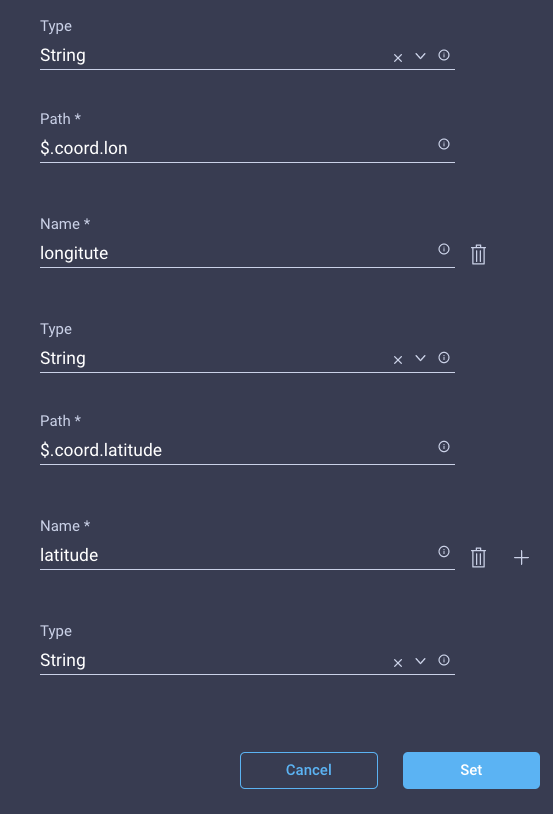 Type
String
Path *
$.coord.lon
Name *
longitute
Type
String
Path *
$.coord.latitude
Name *
latitude
Type
String
Cancel Set